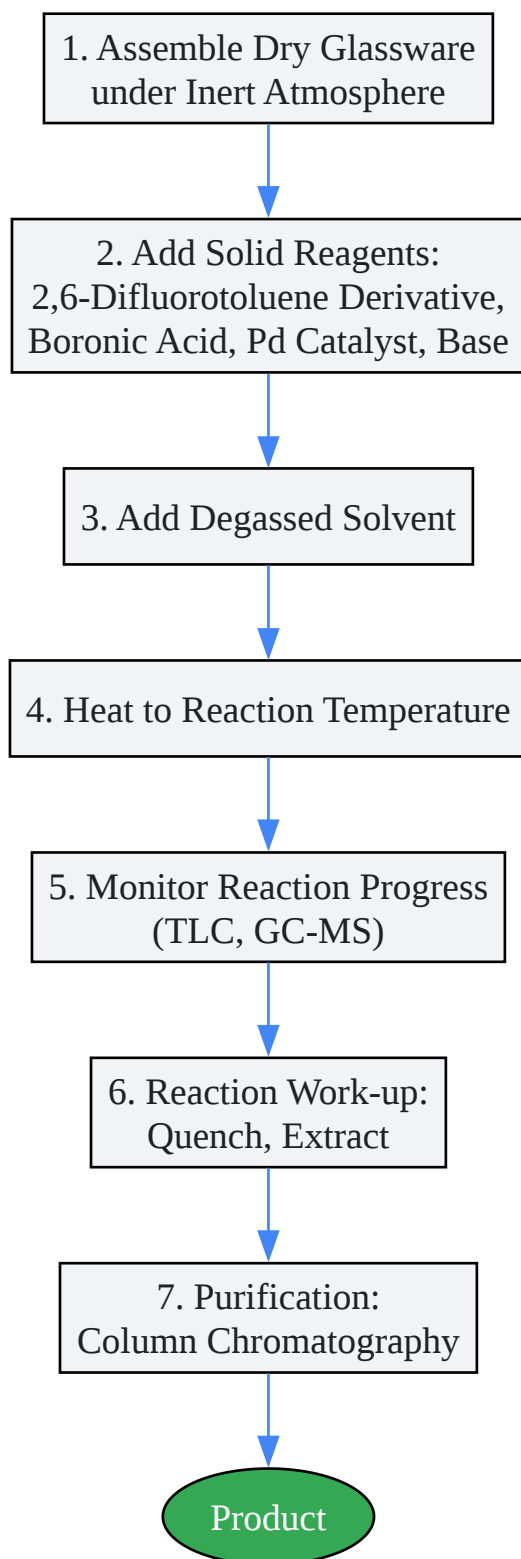 1. Assemble Dry Glassware
under Inert Atmosphere
2. Add Solid Reagents:
2,6-Difluorotoluene Derivative,
Boronic Acid, Pd Catalyst, Base
3. Add Degassed Solvent
4. Heat to Reaction Temperature
5. Monitor Reaction Progress
(TLC, GC-MS)
6. Reaction Work-up:
Quench, Extract
7. Purification:
Column Chromatography
Product